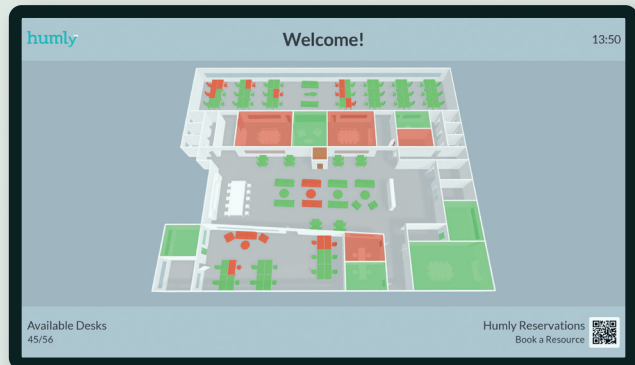 humly
Welcome!
13:50
Available Desks
45/56
Humly Reservations
Book a Resource